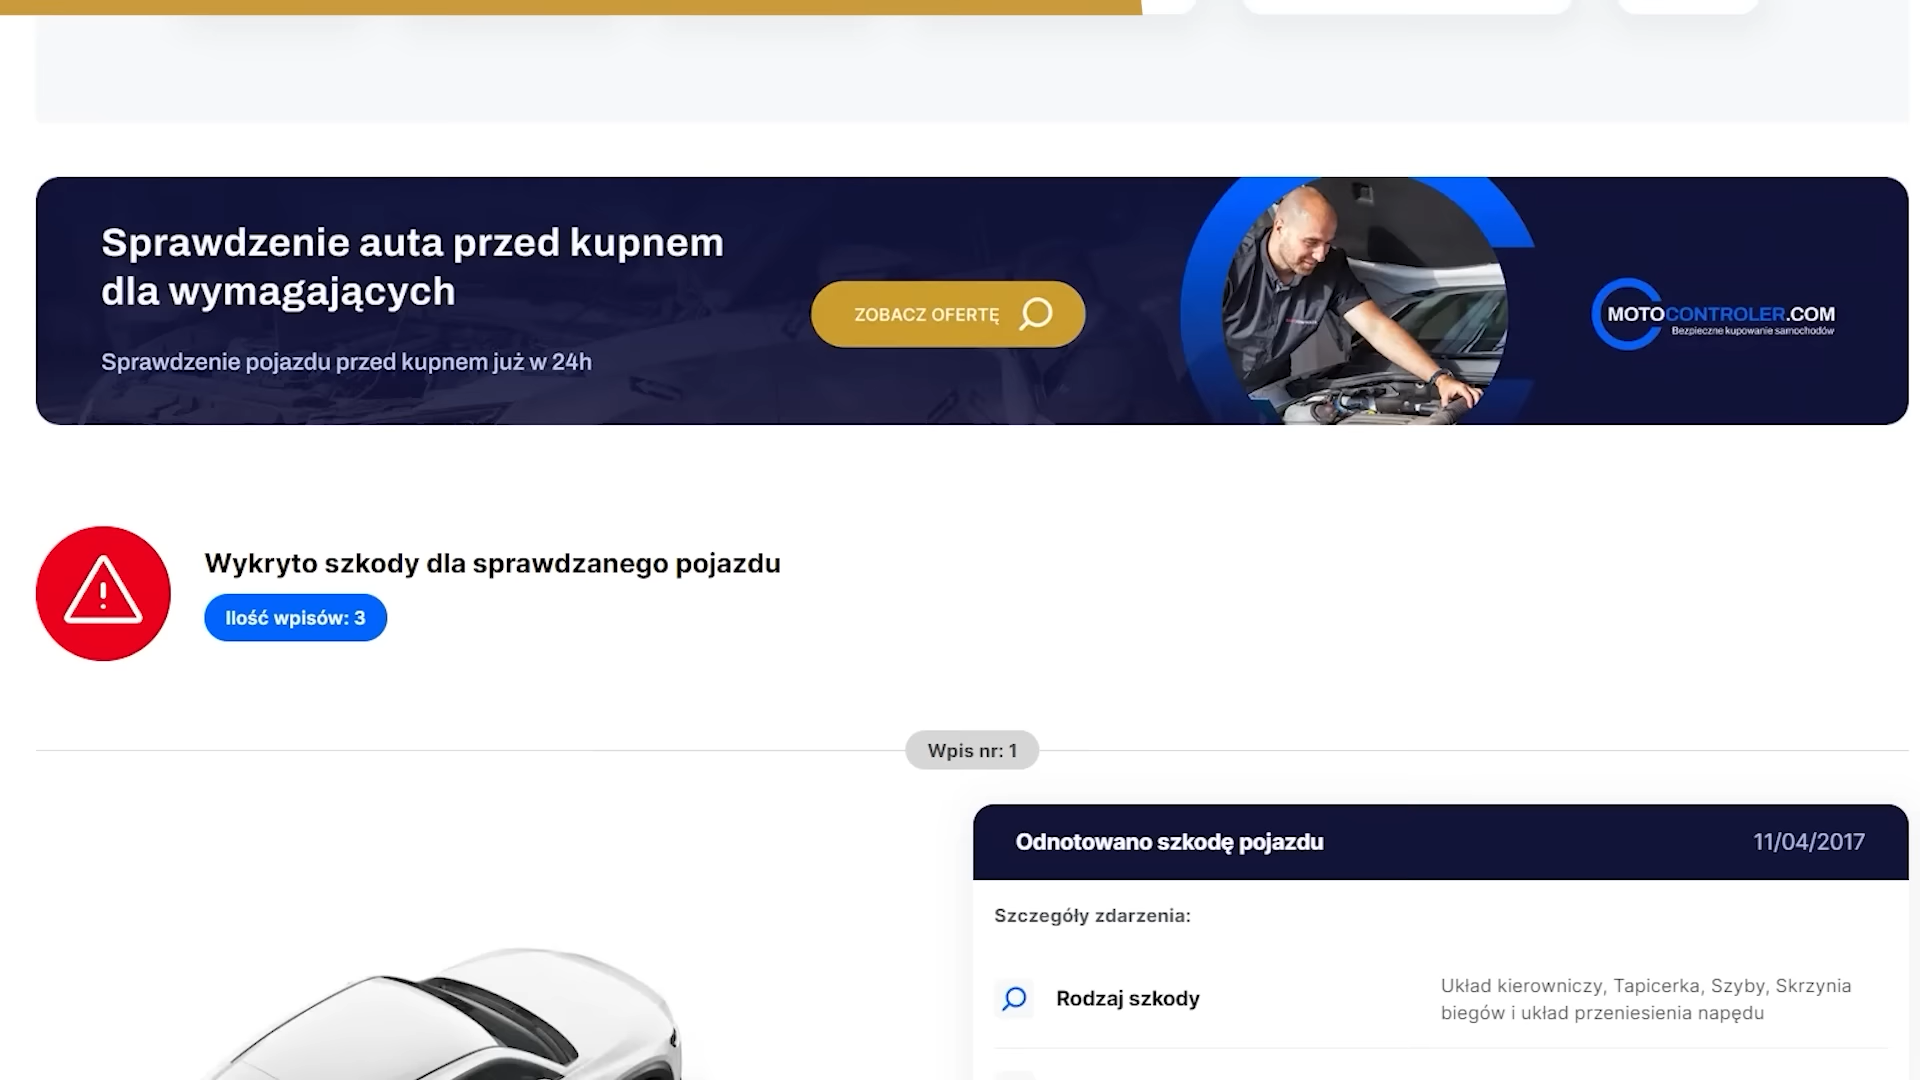 Sprawdzenie auta przed kupnem
dla wymagających
Sprawdzenie pojazdu przed kupnem już w 24h
ZOBACZ OFERTĘ
MOTOCONTROLER.COM
Bezpieczne kupowanie samochodów
Wykryto szkody dla sprawdzanego pojazdu
Ilość wpisów: 3
Wpis nr: 1
Odnotowano szkodę pojazdu
11/04/2017
Szczegóły zdarzenia:
Rodzaj szkody
Układ kierowniczy, Tapicerka, Szyby, Skrzynia
biegów i układ przeniesienia napędu